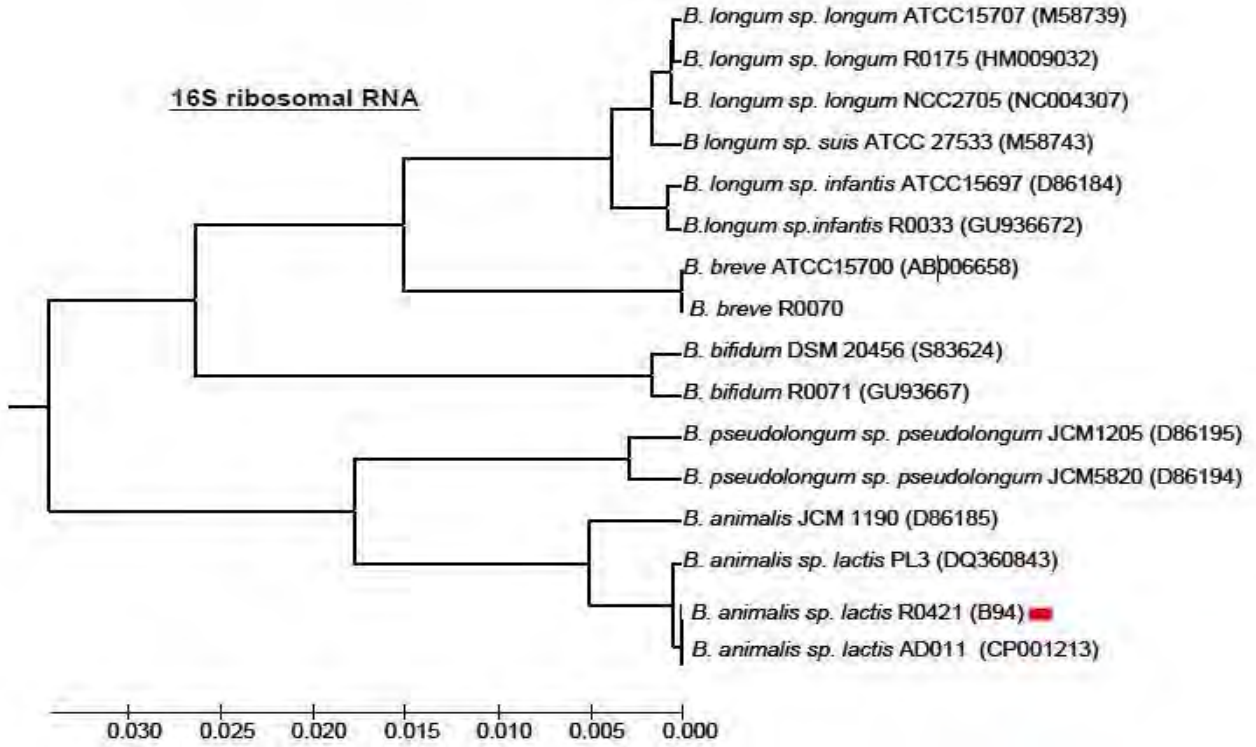 B. longum sp. longum ATCC15707 (M58739)
16S ribosomal RNA
B. longum sp. longum R0175 (HM009032)
B. longum sp. longum NCC2705 (NC004307)
B longum sp. suis ATCC 27533 (M58743)
B. longum sp. infantis ATCC15697 (D86184)
B.longum sp.infantis R0033 (GU936672)
B. breve ATCC15700 (AB006658)
B. breve R0070
B. bifidum DSM 20456 (S83624)
B. bifidum R0071 (GU93667)
B. pseudolongum sp. pseudolongum JCM1205 (D86195)
B. pseudolongum sp. pseudolongum JCM5820 (D86194)
B. animalis JCM 1190 (D86185)
B. animalis sp. lactis PL3 (DQ360843)
B. animalis sp. lactis R0421 (B94)
B. animalis sp. lactis AD011 (CP001213)
0.030 0.025 0.020 0.015 0.010 0.005 0.000